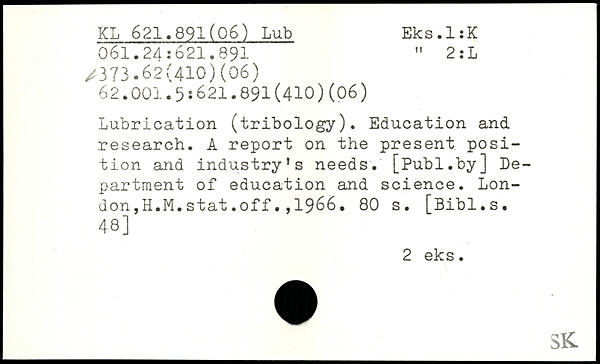 KL 621.891(06) Lub Eks.1:K
061.24:621.891 " 2:L
373.62(410)(06)
62.001.5:621.891(410)(06)
Lubrication (tribology). Education and
research. A report on the present posi-
tion and industry's needs. [Publ.by] De-
partment of education and science. Lon-
don,H.M.stat.off.,1966. 80 s. [Bibl.s.
48]
2 eks.
SK